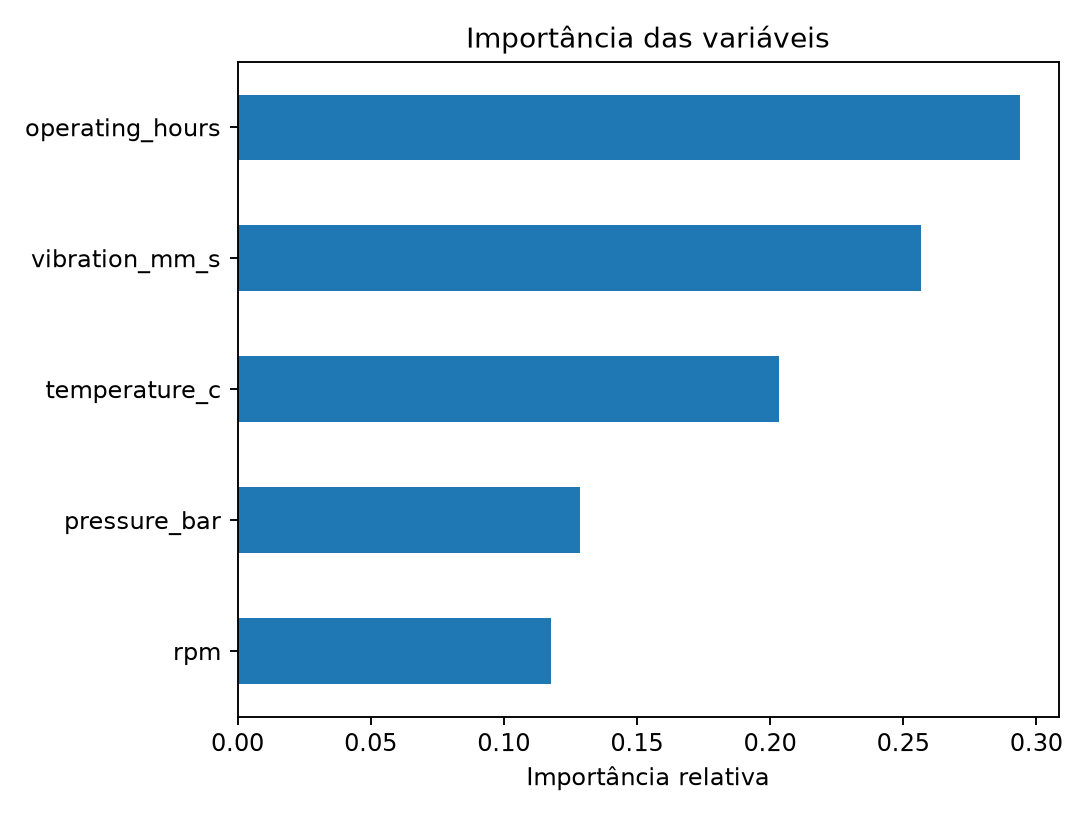 Importância das variáveis
operating_hours
vibration_mm_s
temperature_c
pressure_bar
rpm
0.00 0.05 0.10 0.15 0.20 0.25 0.30
Importância relativa